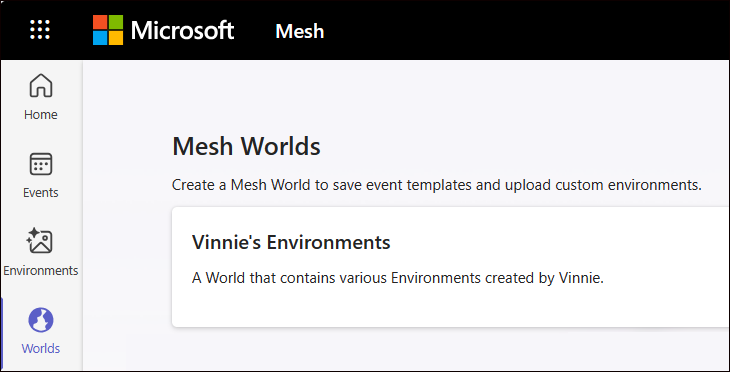 Microsoft Mesh
Home
Events
Environments
Worlds
Mesh Worlds
Create a Mesh World to save event templates and upload custom environments.
Vinnie's Environments
A World that contains various Environments created by Vinnie.